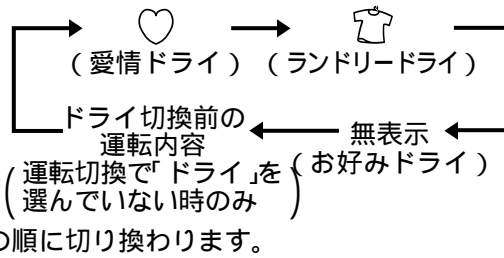 (愛情ドライ) (ランドリードライ)
ドライ切換前の
運転内容
(運転切換で「ドライ」を
選んでいない時のみ)
無表示
(お好みドライ)
の順に切り換わります。